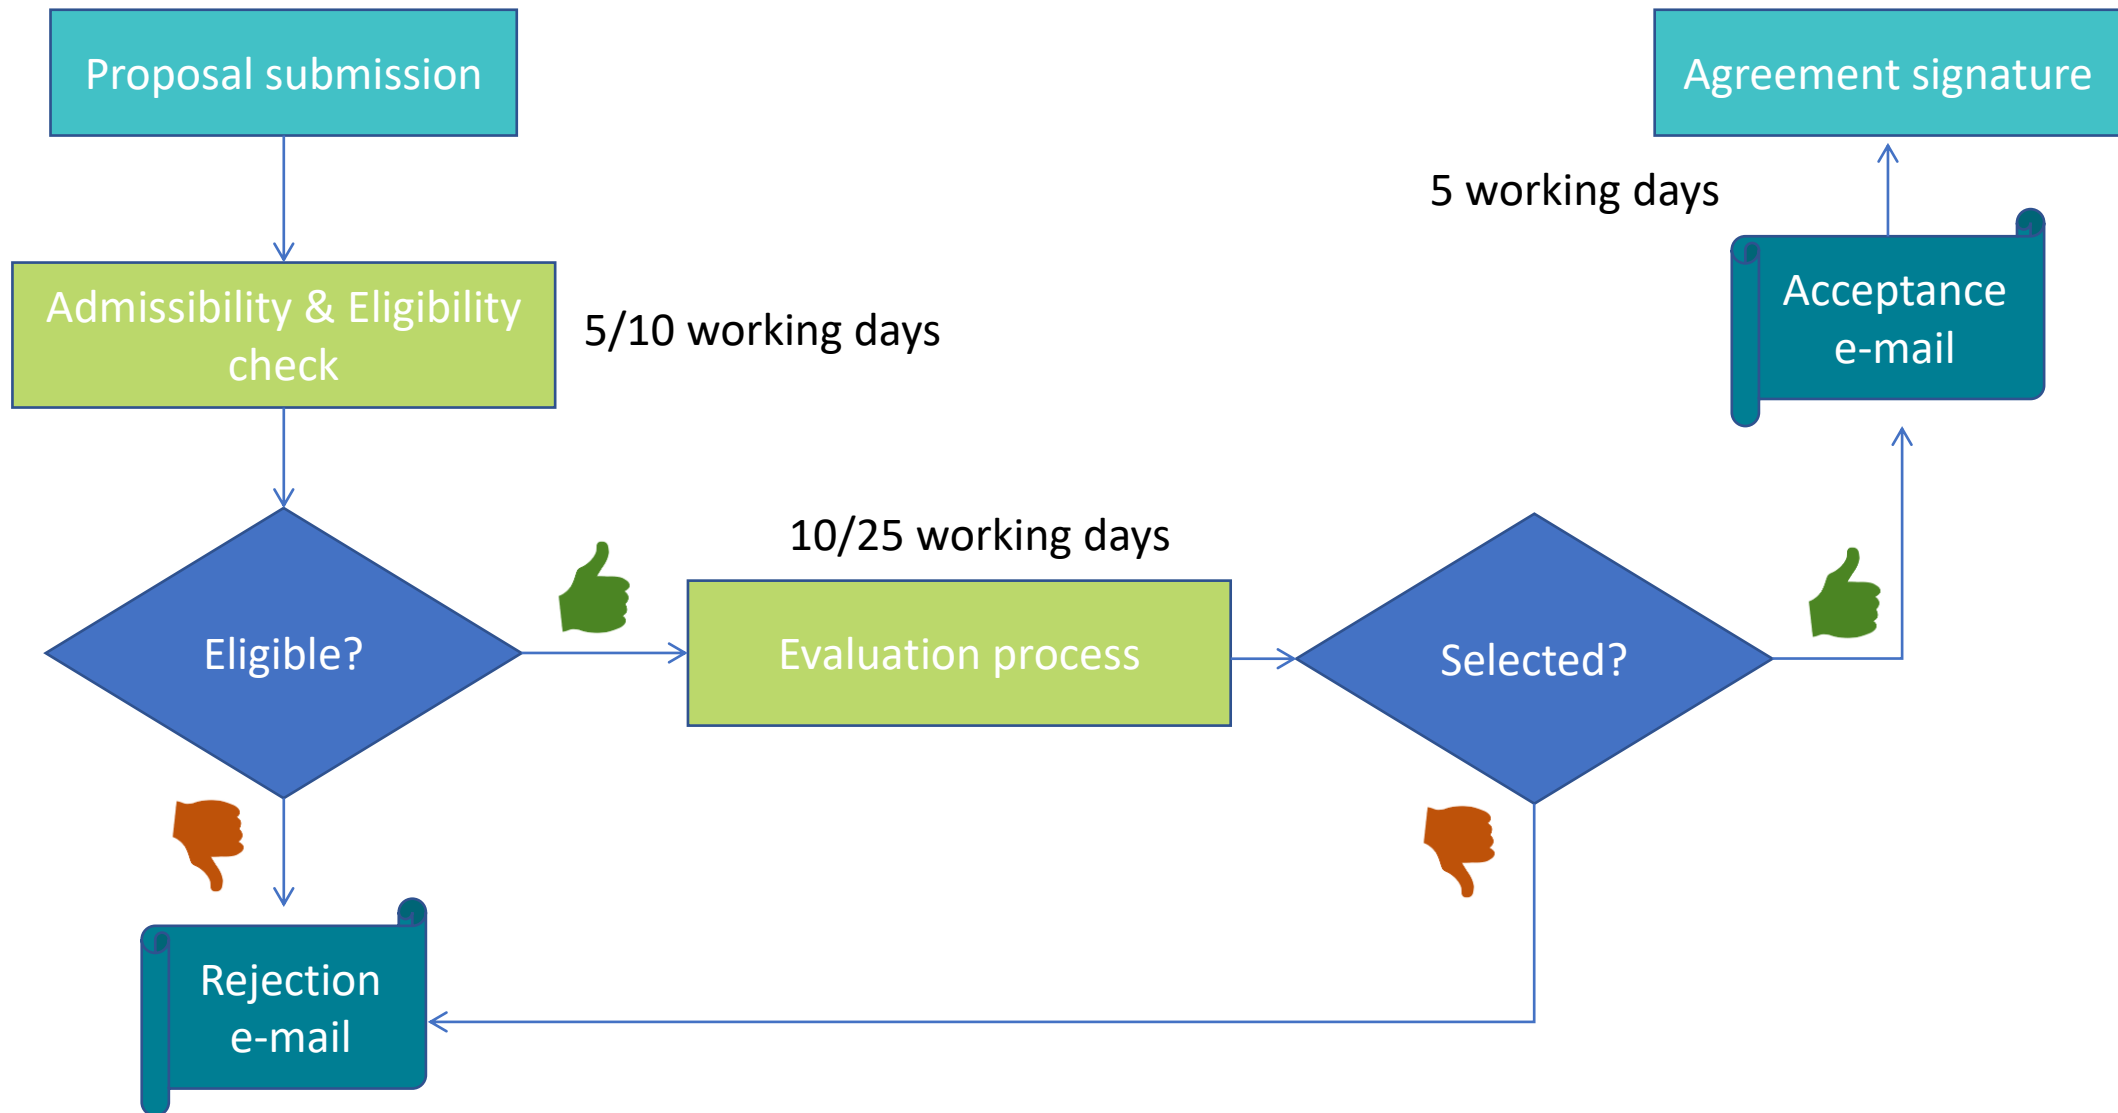 Proposal submission
Admissibility & Eligibility
check
5/10 working days
Eligible?
Rejection
e-mail
10/25 working days
Evaluation process
Selected?
Acceptance
e-mail
5 working days
Agreement signature